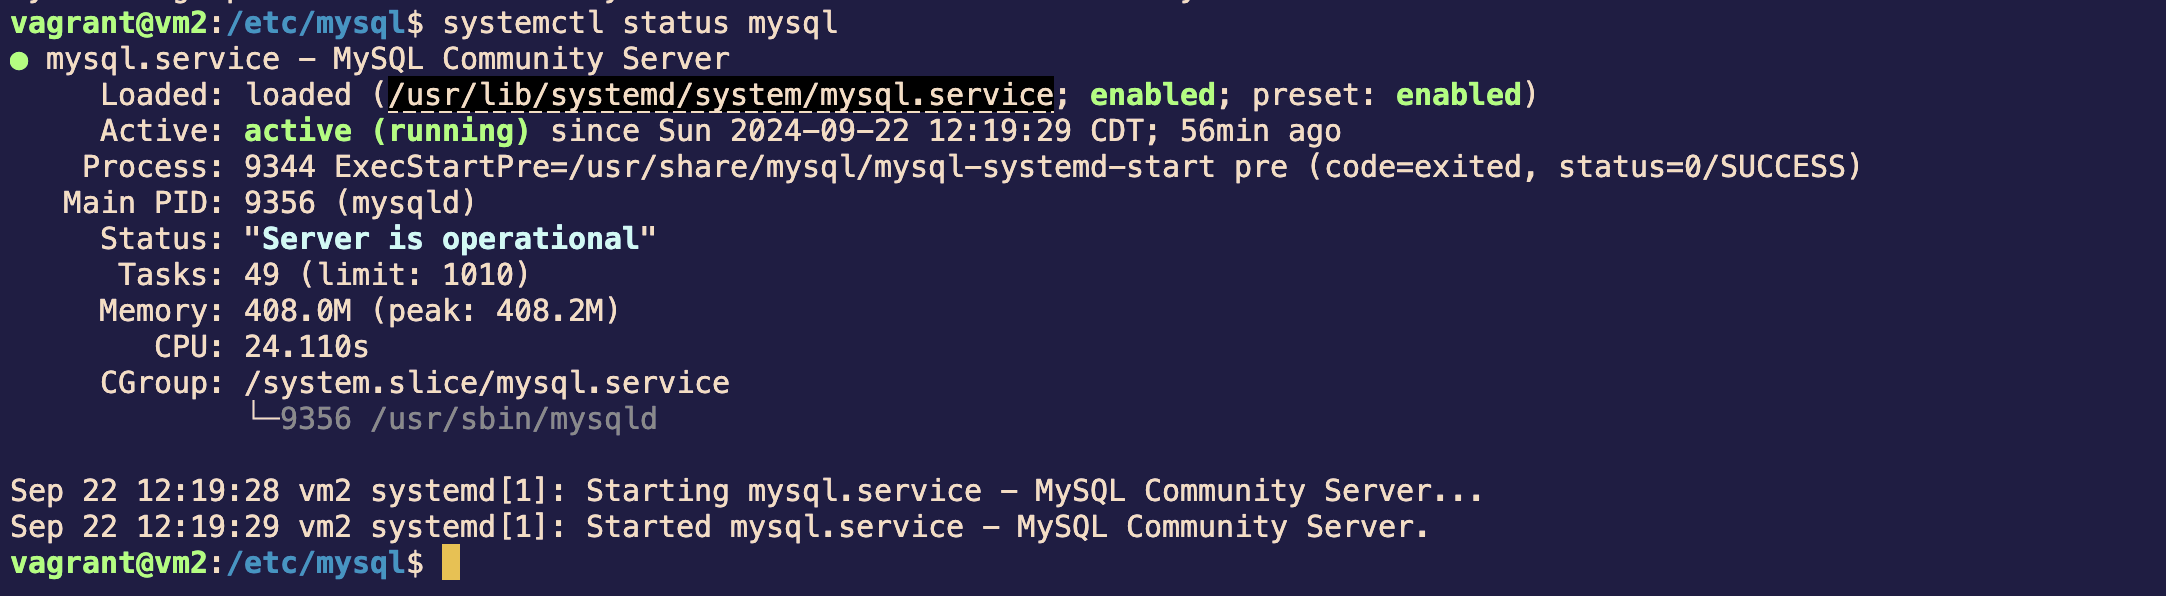 vagrant@vm2:/etc/mysql$ systemctl status mysql
● mysql.service – MySQL Community Server
     Loaded: loaded (/usr/lib/systemd/system/mysql.service; enabled; preset: enabled)
     Active: active (running) since Sun 2024-09-22 12:19:29 CDT; 56min ago
    Process: 9344 ExecStartPre=/usr/share/mysql/mysql-systemd-start pre (code=exited, status=0/SUCCESS)
   Main PID: 9356 (mysqld)
     Status: "Server is operational"
      Tasks: 49 (limit: 1010)
     Memory: 408.0M (peak: 408.2M)
        CPU: 24.110s
     CGroup: /system.slice/mysql.service
             └─9356 /usr/sbin/mysqld
Sep 22 12:19:28 vm2 systemd[1]: Starting mysql.service – MySQL Community Server...
Sep 22 12:19:29 vm2 systemd[1]: Started mysql.service – MySQL Community Server.
vagrant@vm2:/etc/mysql$